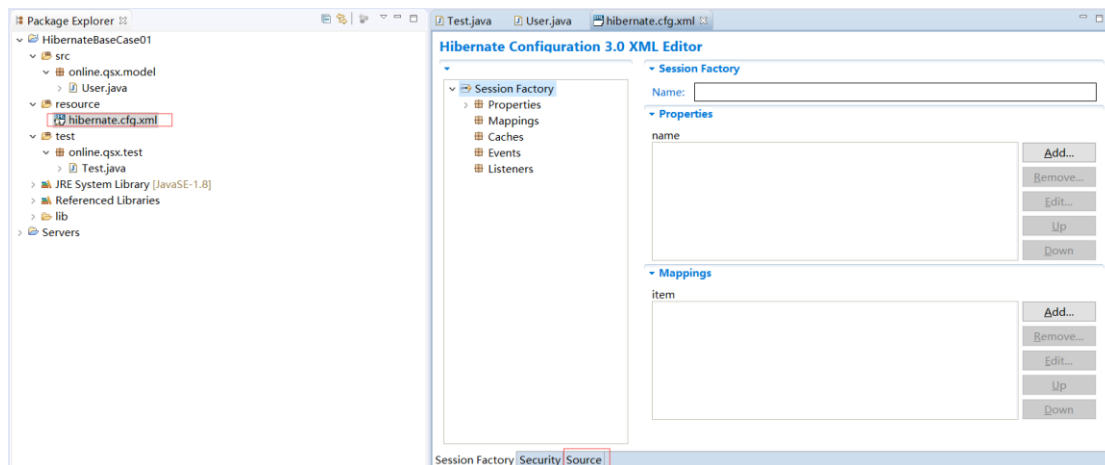 Package Explorer
HibernateBaseCase01
src
online.qsx.model
User.java
resource
hibernate.cfg.xml
test
online.qsx.test
Test.java
JRE System Library [JavaSE-1.8]
Referenced Libraries
lib
Servers
Test.java User.java hibernate.cfg.xml
Hibernate Configuration 3.0 XML Editor
Session Factory
Properties
Mappings
Caches
Events
Listeners
Session Factory
Name:
Properties
name
Add...
Remove...
Edit...
Up
Down
Mappings
item
Add...
Remove...
Edit...
Up
Down
Session Factory Security Source